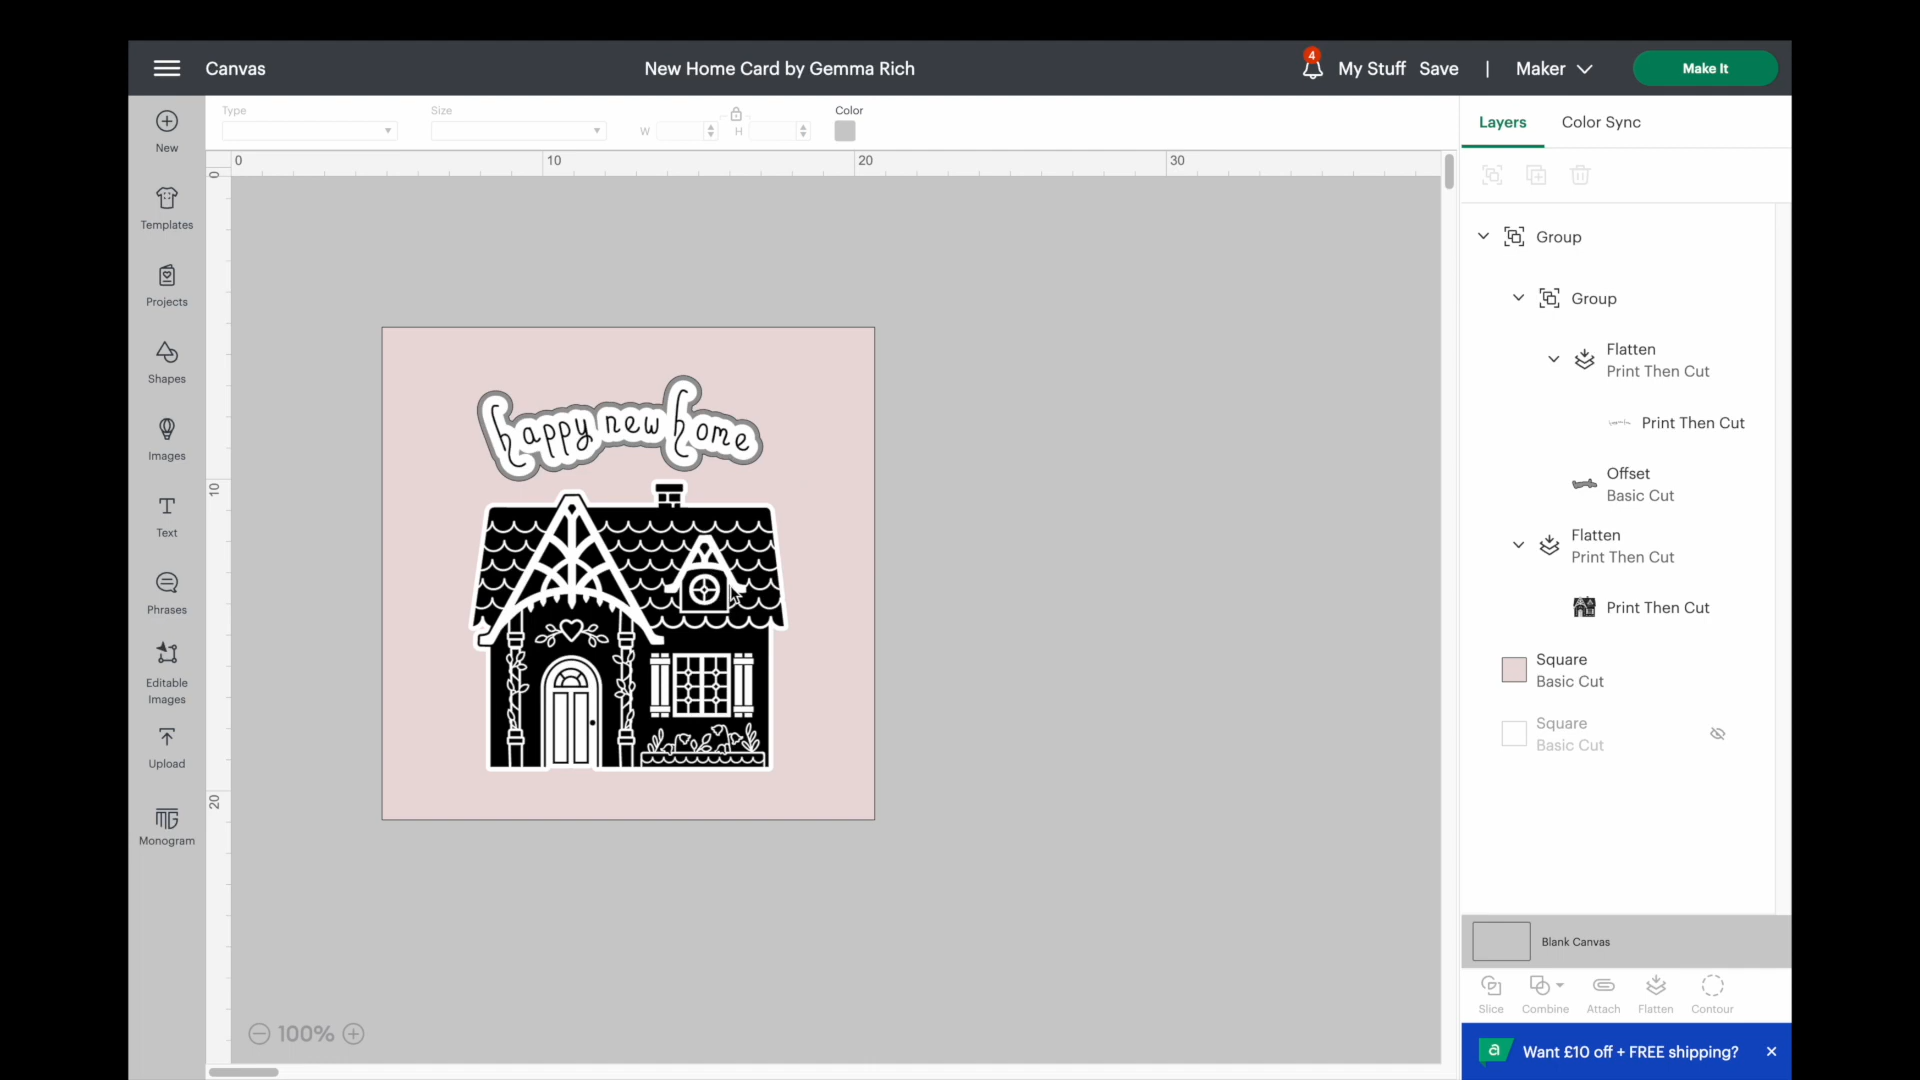 Canvas
New Home Card by Gemma Rich
4
My Stuff
Save
|
Maker
Make It
Type
Size
W
H
Color
Layers
Color Sync
New
Templates
Projects
Shapes
Images
Text
Phrases
Editable
Images
Upload
Monogram
0
10
20
30
0
10
20
happy new home
Group
Group
Flatten
Print Then Cut
Print Then Cut
Offset
Basic Cut
Flatten
Print Then Cut
Print Then Cut
Square
Basic Cut
Square
Basic Cut
Blank Canvas
Slice
Combine
Attach
Flatten
Contour
100%
a
Want £10 off + FREE shipping?